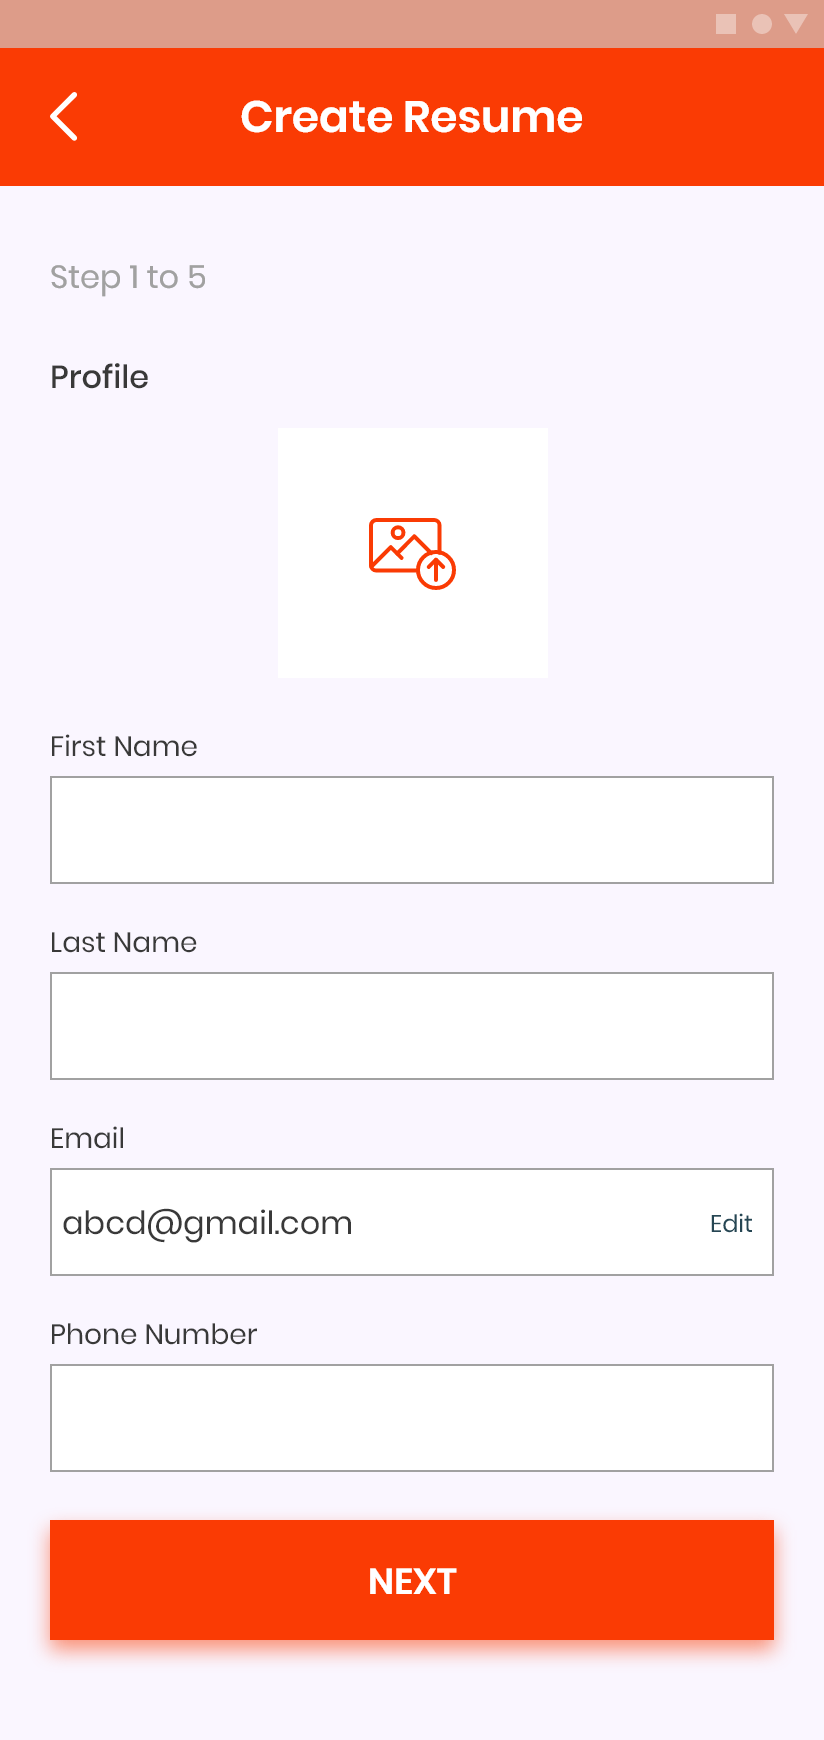 Create Resume
Step 1 to 5
Profile
First Name
Last Name
Email
abcd@gmail.com
Edit
Phone Number
NEXT